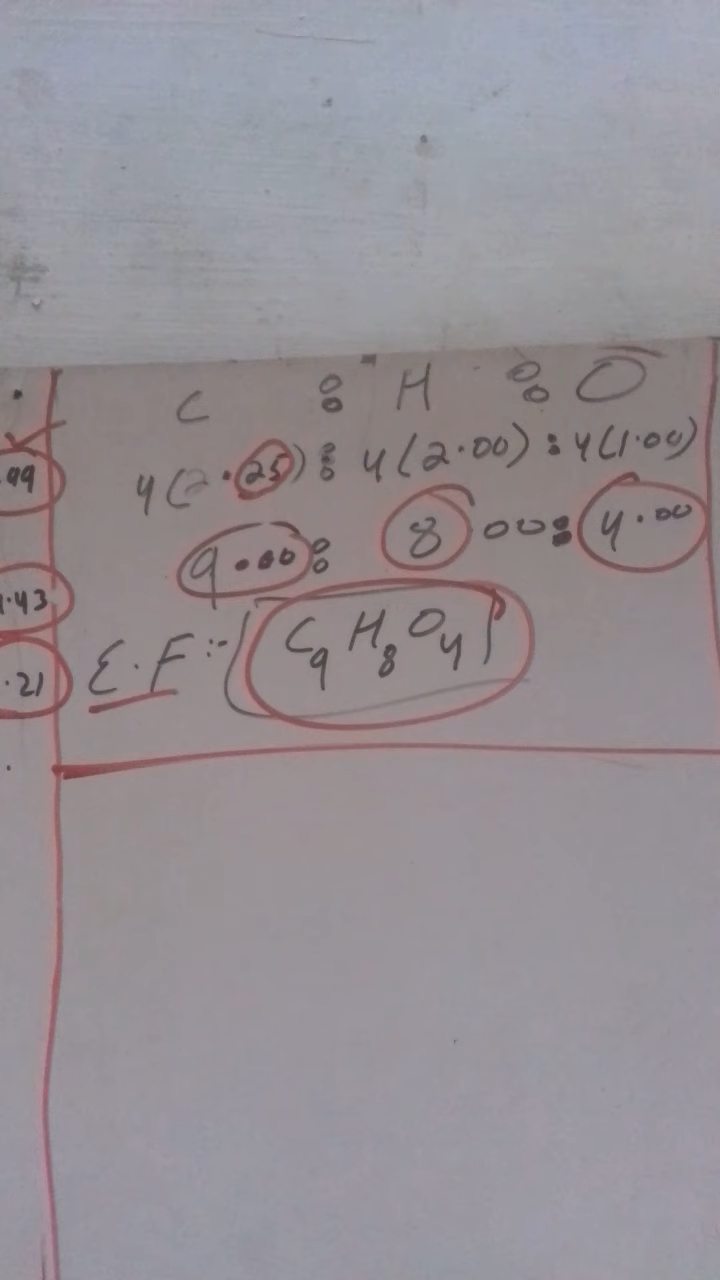 C : H : O
.99
4(2.25) : 4(2.00) : 4(1.00)
9.00 : 8.00 : 4.00
.43
.21
E.F :- C₉H₈O₄